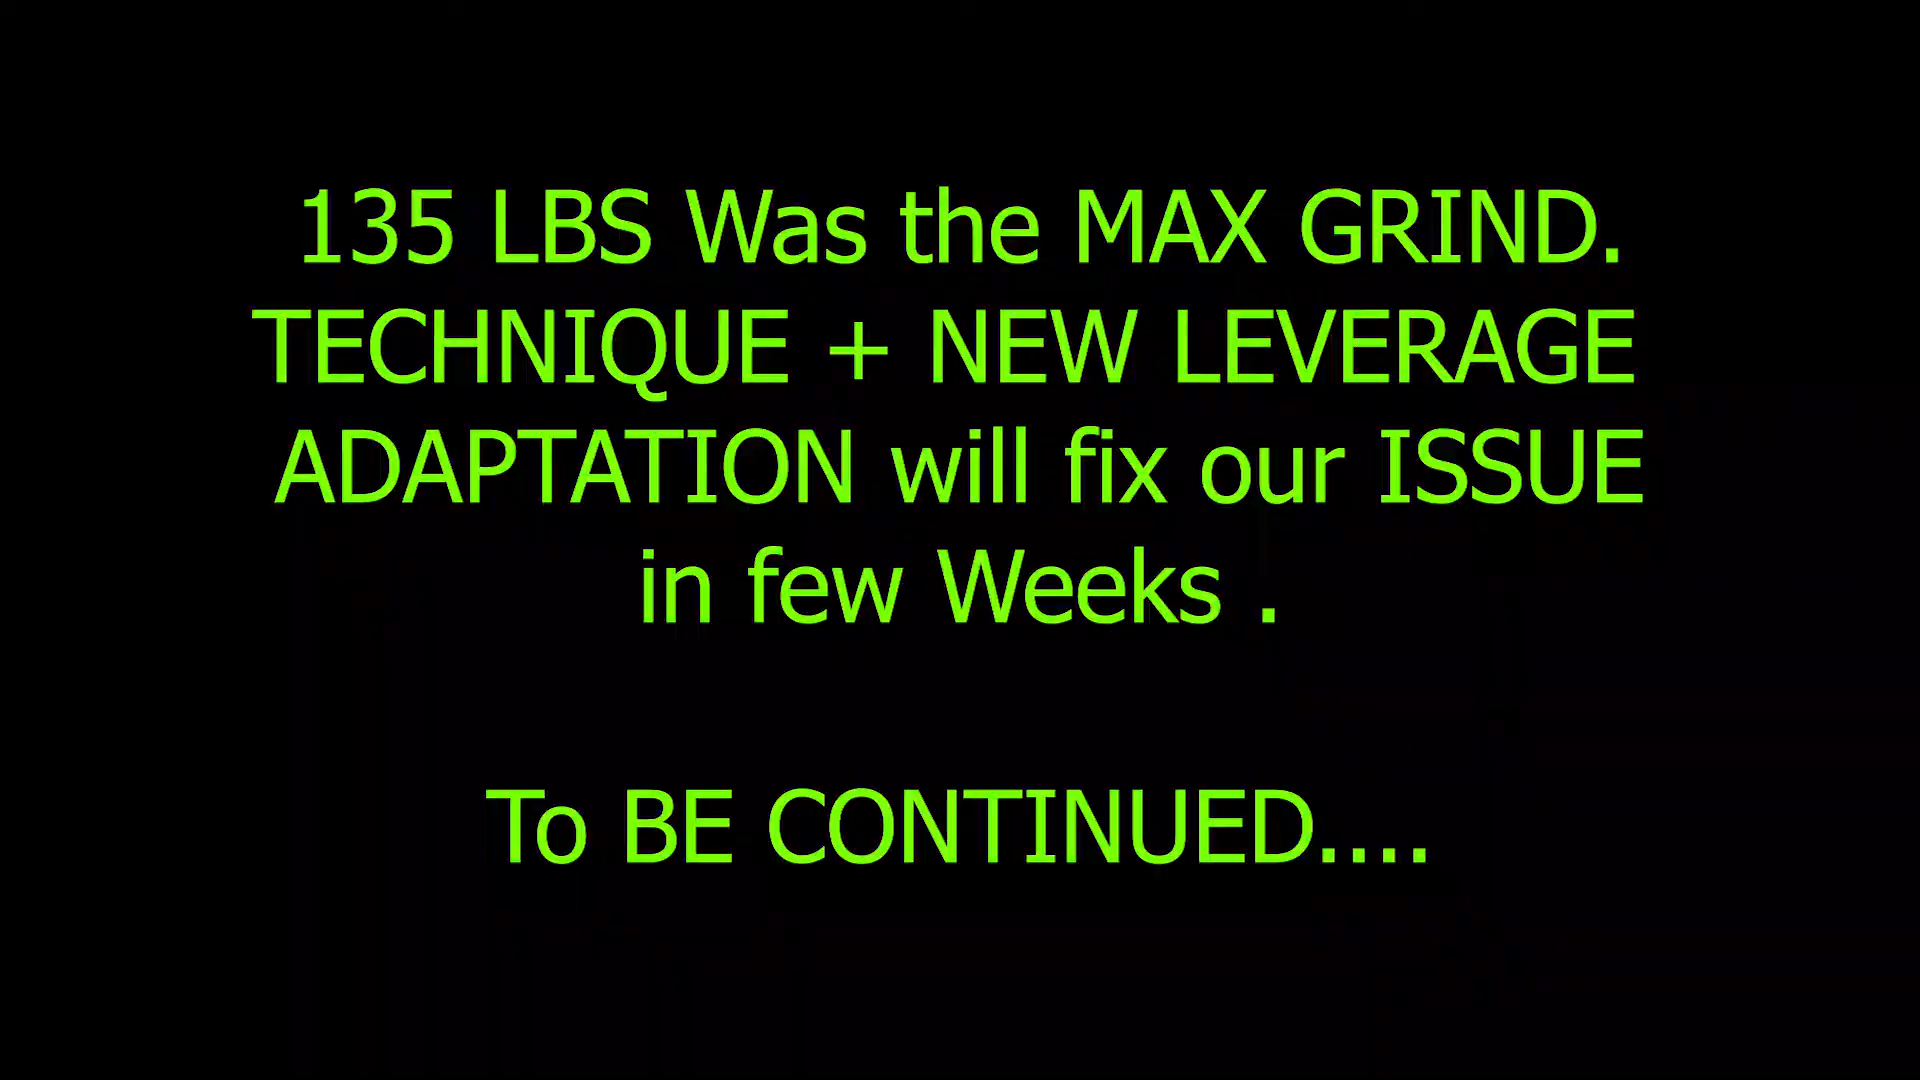 135 LBS Was the MAX GRIND.
TECHNIQUE + NEW LEVERAGE
ADAPTATION will fix our ISSUE
in few Weeks .
To BE CONTINUED....